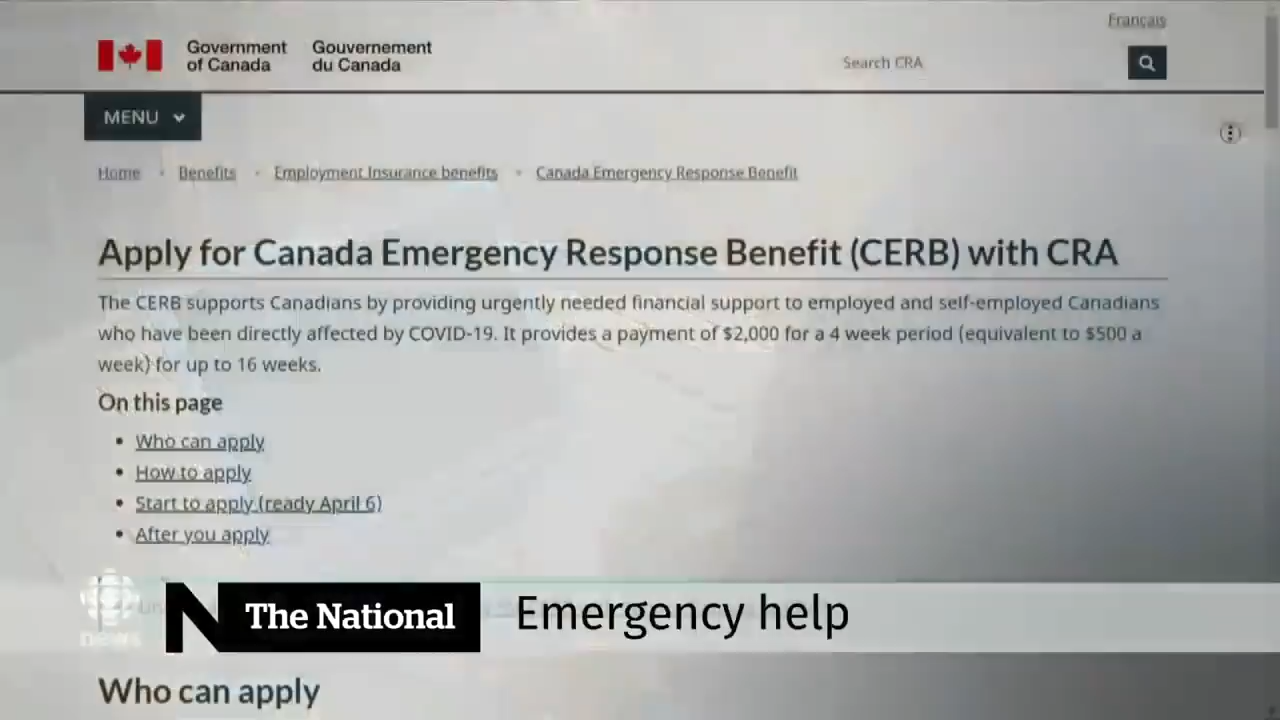 Français
Government of Canada
Gouvernement du Canada
Search CRA
MENU
Home
Benefits
Employment Insurance benefits
Canada Emergency Response Benefit
Apply for Canada Emergency Response Benefit (CERB) with CRA
The CERB supports Canadians by providing urgently needed financial support to employed and self-employed Canadians
who have been directly affected by COVID-19. It provides a payment of $2,000 for a 4 week period (equivalent to $500 a
week) for up to 16 weeks.
On this page
• Who can apply
• How to apply
• Start to apply (ready April 6)
• After you apply
news
N The National
Emergency help
Who can apply